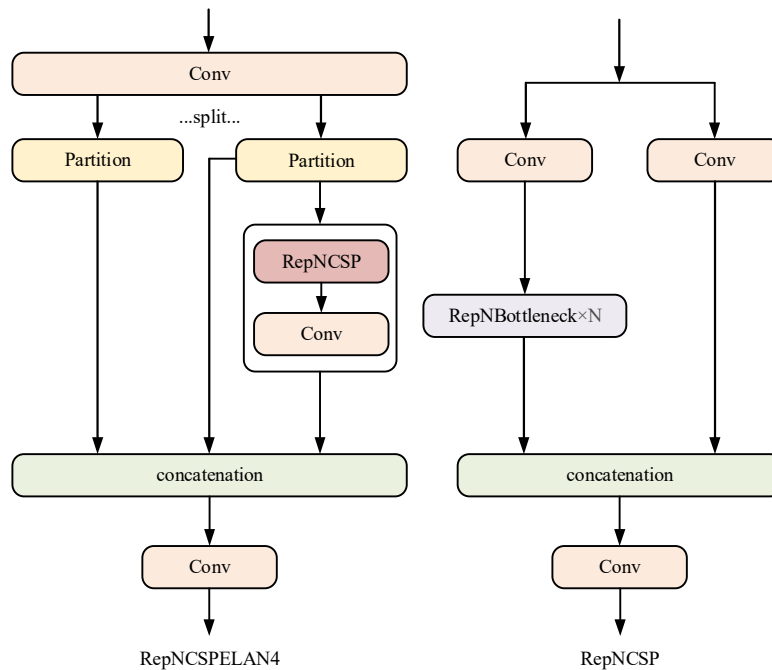 Conv
...split...
Partition
Partition
RepNCSP
Conv
concatenation
Conv
RepNCSPELAN4
Conv
Conv
RepNBottleneck×N
concatenation
Conv
RepNCSP